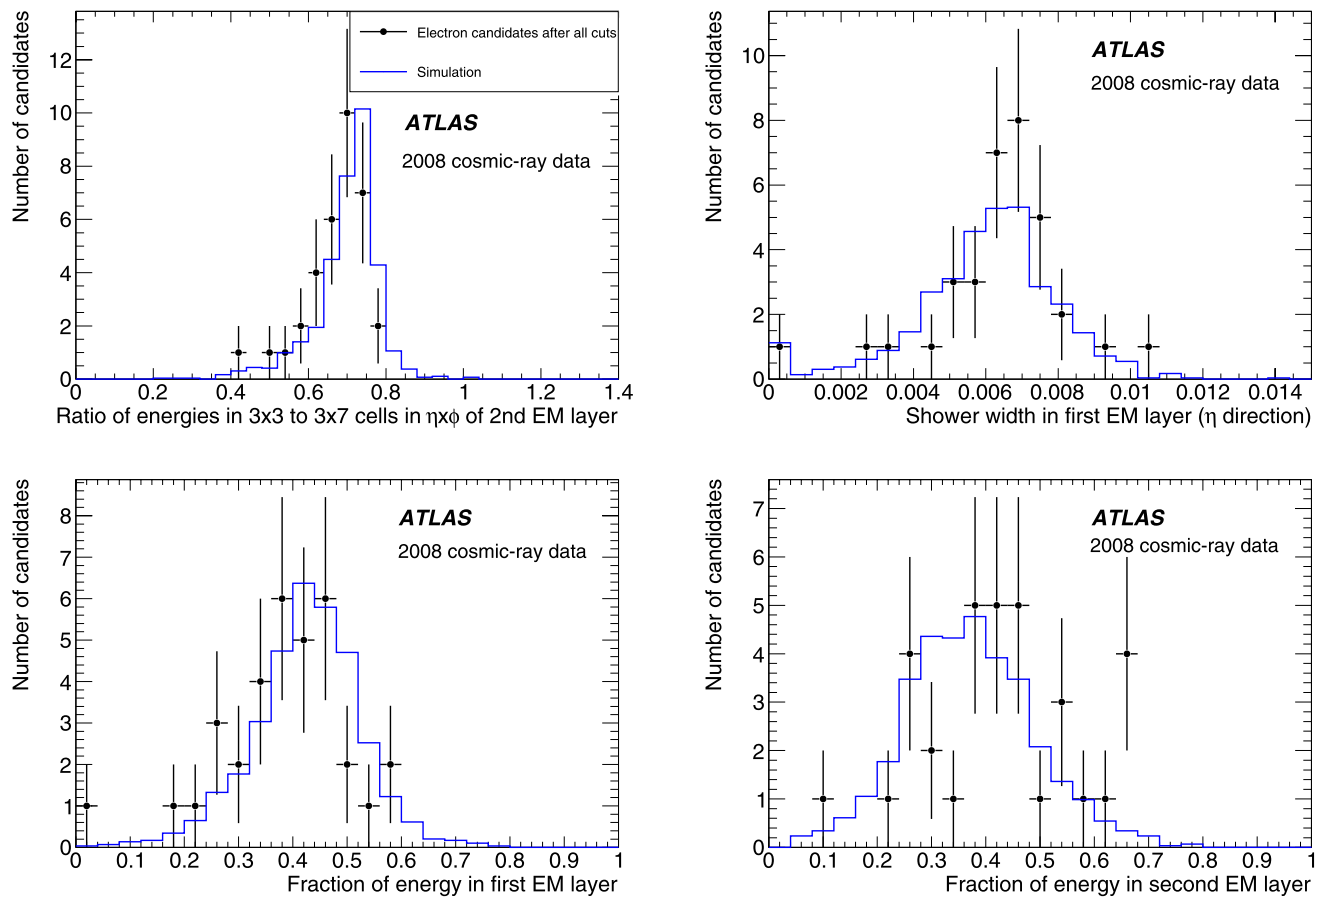 Number of candidates
12
10
8
6
4
2
0
0 0.2 0.4 0.6 0.8 1 1.2 1.4
Electron candidates after all cuts
Simulation
ATLAS
2008 cosmic-ray data
Ratio of energies in 3x3 to 3x7 cells in ηxϕ of 2nd EM layer
Number of candidates
10
8
6
4
2
0
0 0.002 0.004 0.006 0.008 0.01 0.012 0.014
ATLAS
2008 cosmic-ray data
Shower width in first EM layer (η direction)
Number of candidates
8
7
6
5
4
3
2
1
0
0 0.1 0.2 0.3 0.4 0.5 0.6 0.7 0.8 0.9 1
ATLAS
2008 cosmic-ray data
Fraction of energy in first EM layer
Number of candidates
7
6
5
4
3
2
1
0
0 0.1 0.2 0.3 0.4 0.5 0.6 0.7 0.8 0.9 1
ATLAS
2008 cosmic-ray data
Fraction of energy in second EM layer